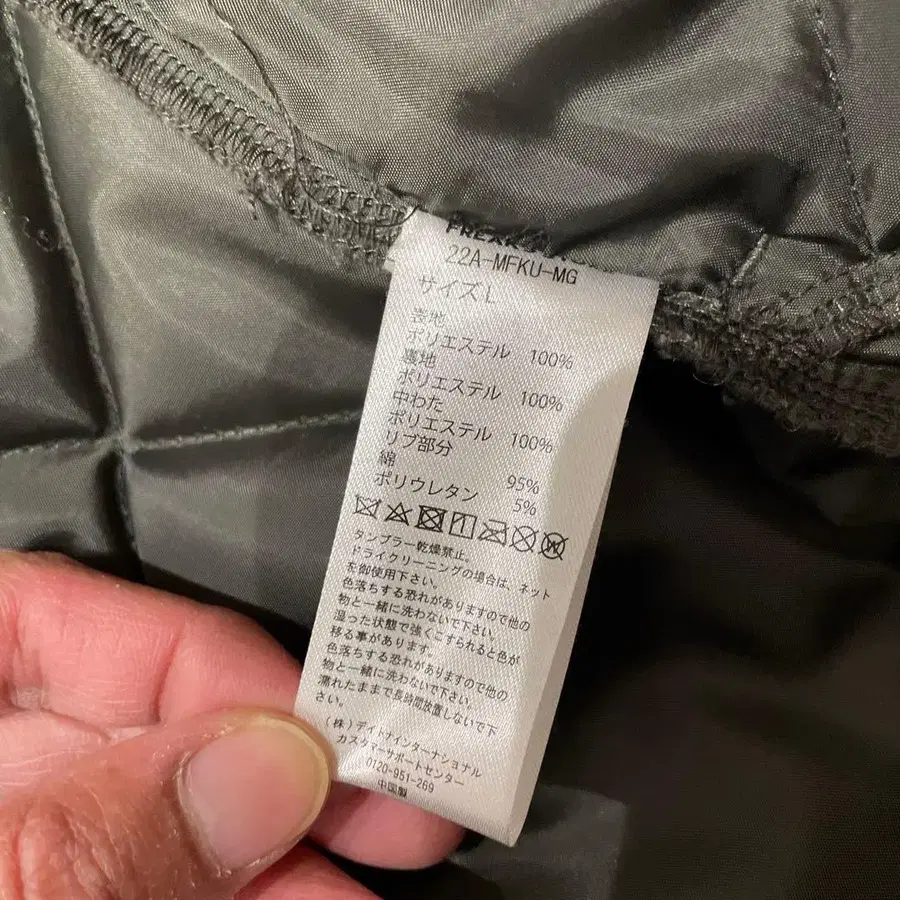 FREAK
22A-MFKU-MG
サイズ L
表地
ポリエステル 100%
裏地
ポリエステル 100%
中わた
ポリエステル 100%
リブ部分
綿 95%
ポリウレタン 5%
タンブラー乾燥禁止。
ドライクリーニングの場合は、ネット
を御使用下さい。
色落ちする恐れがありますので他の
物と一緒に洗わないで下さい。
湿った状態で強くこすられると色が
移る事があります。
色落ちする恐れがありますので他の
物と一緒に洗わないで下さい。
濡れたままで長時間放置しないで下
さい。
(株)デイトナインターナショナル
カスタマーサポートセンター
0120-951-269
中国製